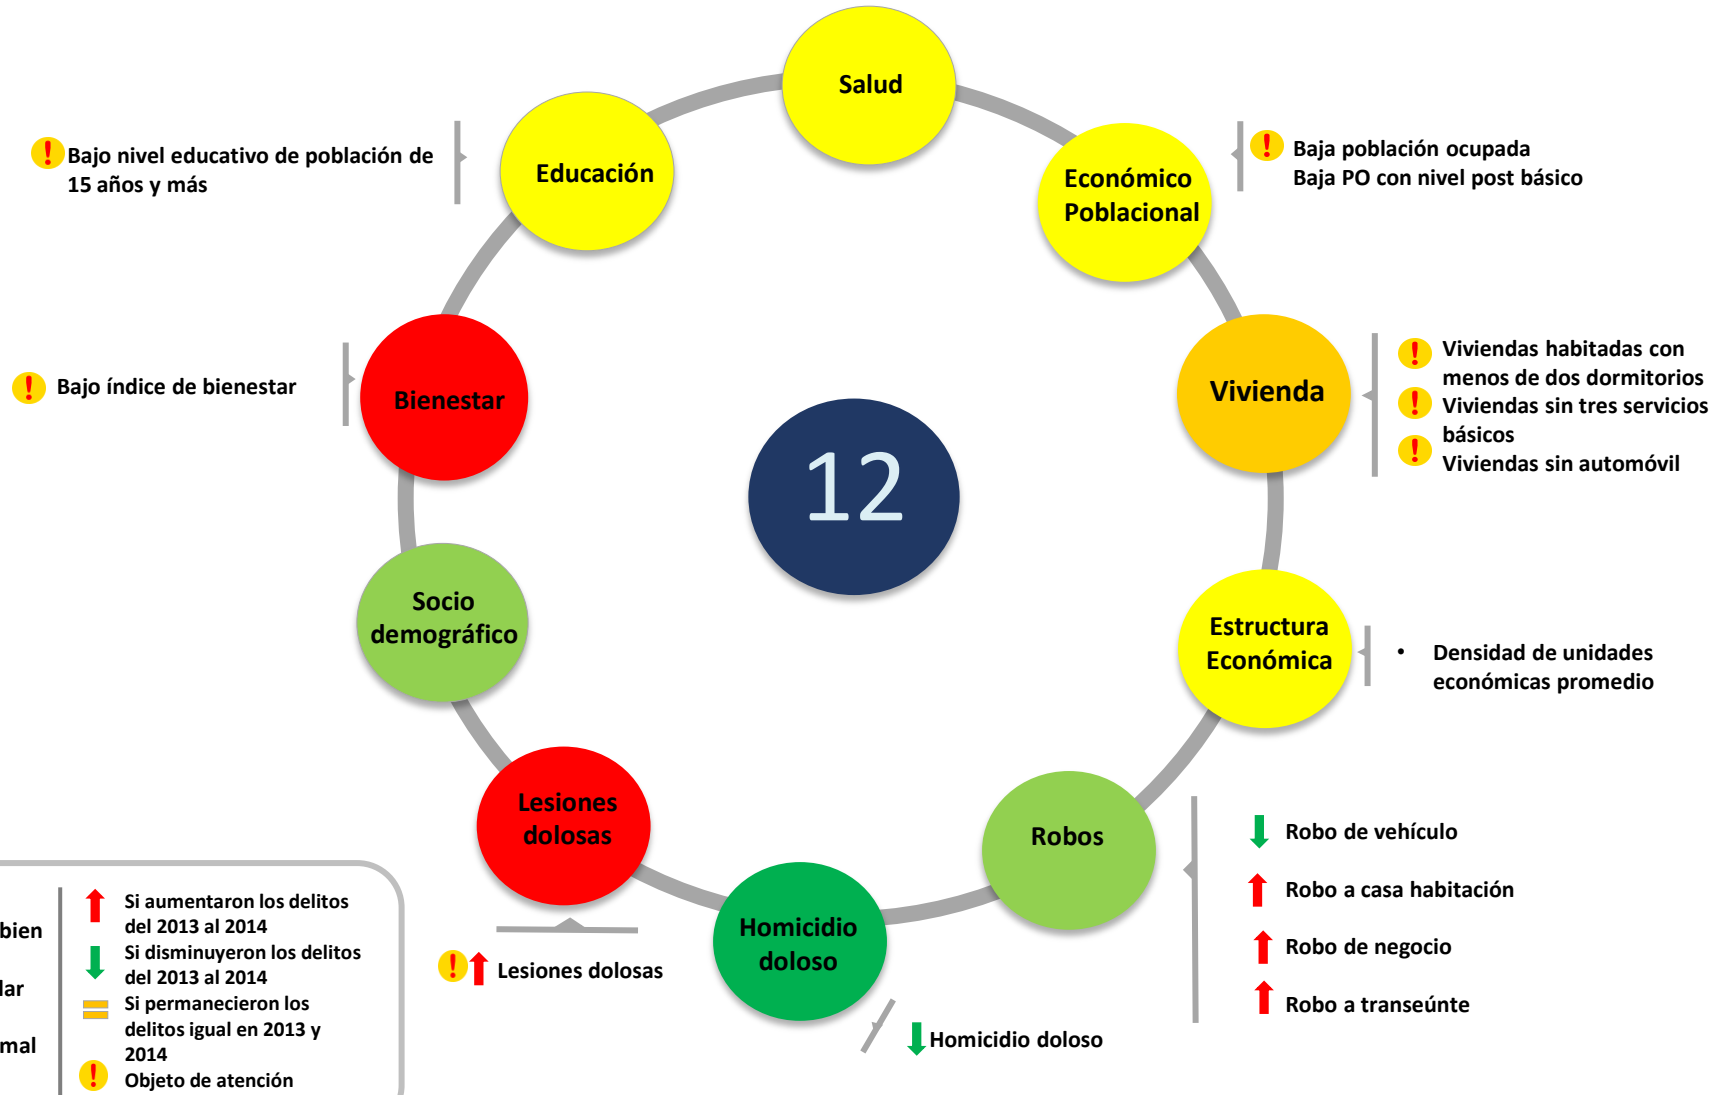 Salud
Educación
Económico
Poblacional
Bajo nivel educativo de población de
15 años y más
Baja población ocupada
Baja PO con nivel post básico
Bienestar
Bajo índice de bienestar
Vivienda
Viviendas habitadas con
menos de dos dormitorios
Viviendas sin tres servicios
básicos
Viviendas sin automóvil
12
Socio
demográfico
Estructura
Económica
• Densidad de unidades
económicas promedio
Lesiones
dolosas
Robos
Homicidio
doloso
Robo de vehículo
Robo a casa habitación
Robo de negocio
Robo a transeúnte
Lesiones dolosas
Homicidio doloso
bien
lar
mal
Si aumentaron los delitos
del 2013 al 2014
Si disminuyeron los delitos
del 2013 al 2014
Si permanecieron los
delitos igual en 2013 y
2014
Objeto de atención